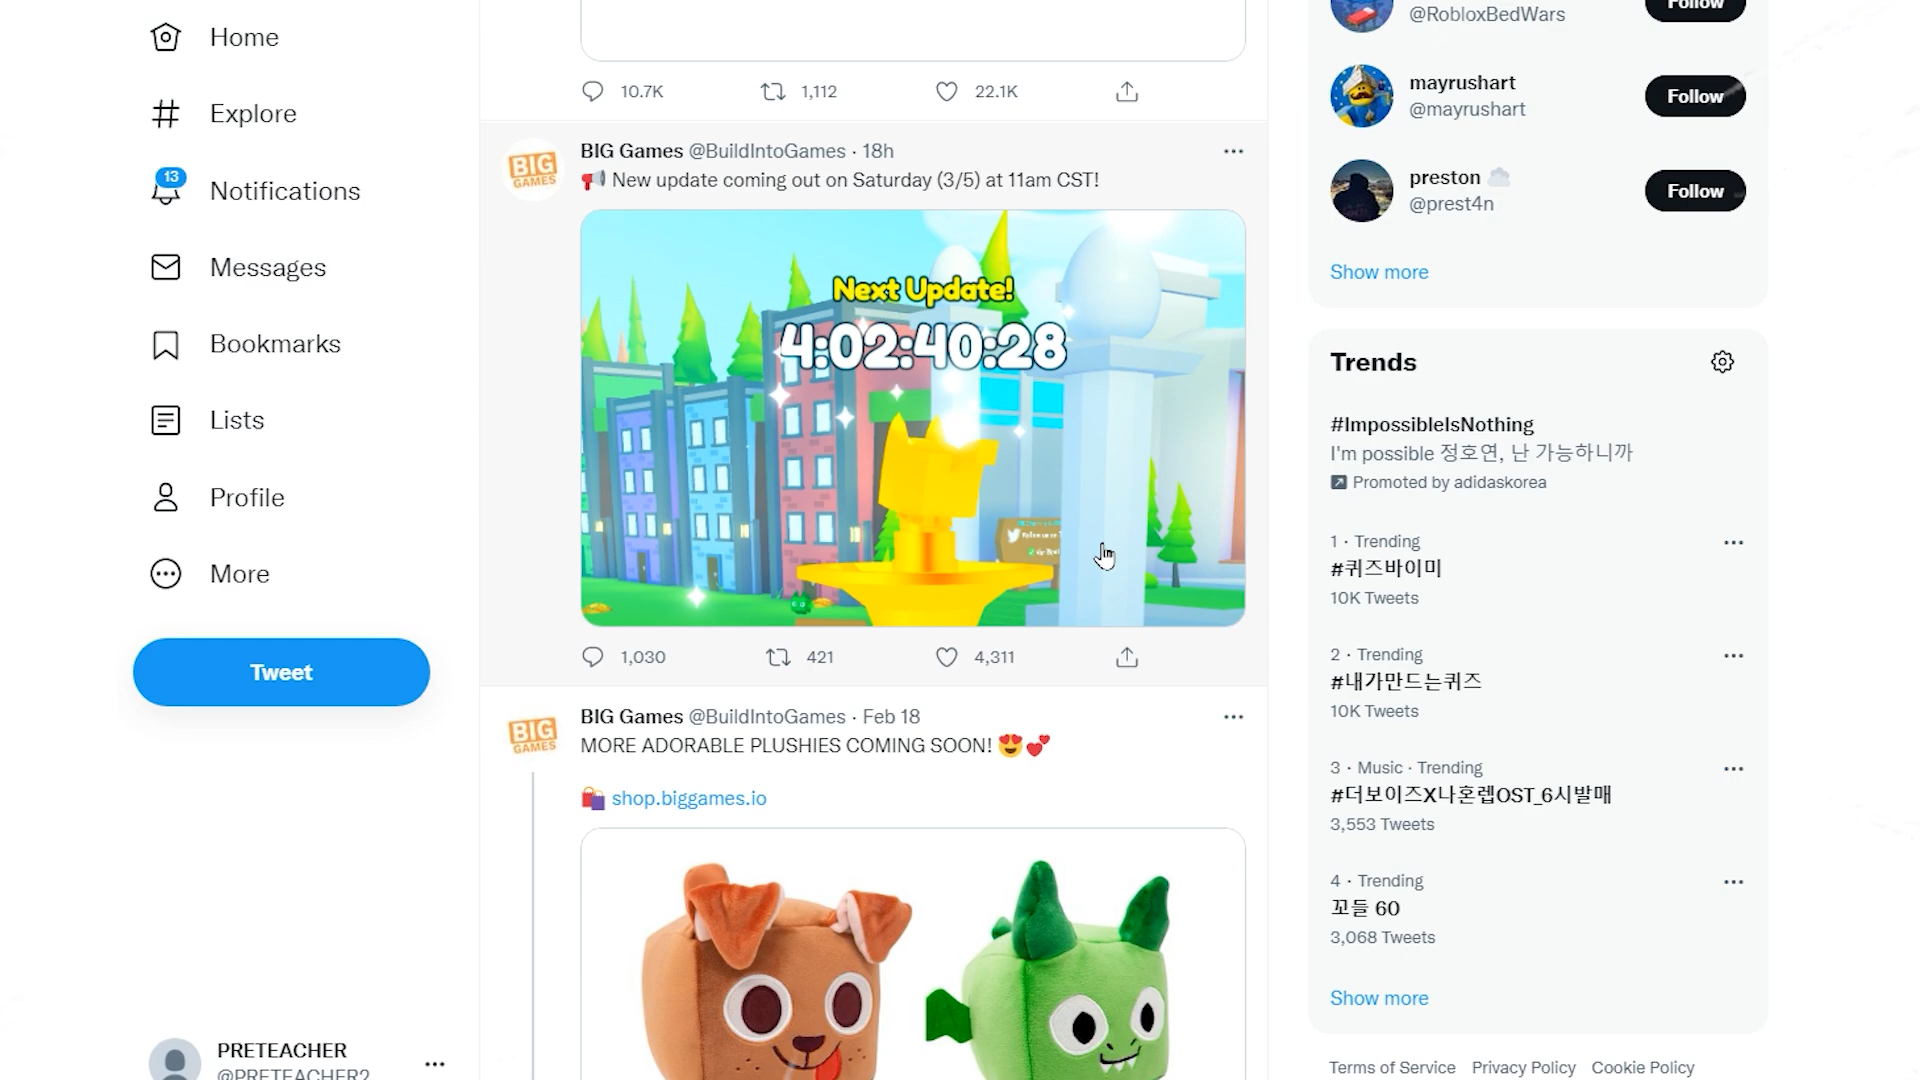 Home
Explore
13
Notifications
Messages
Bookmarks
Lists
Profile
More
Tweet
PRETEACHER
@PRETEACHER2
10.7K 1,112 22.1K
BIG GAMES
BIG Games @BuildIntoGames · 18h
New update coming out on Saturday (3/5) at 11am CST!
Next Update!
4:02:40:28
1,030 421 4,311
BIG GAMES
BIG Games @BuildIntoGames · Feb 18
MORE ADORABLE PLUSHIES COMING SOON!
shop.biggames.io
@RobloxBedWars
Follow
mayrushart
@mayrushart
Follow
preston
@prest4n
Follow
Show more
Trends
#ImpossibleIsNothing
I'm possible 정호연, 난 가능하니까
Promoted by adidaskorea
1 · Trending
#퀴즈바이미
10K Tweets
2 · Trending
#내가만드는퀴즈
10K Tweets
3 · Music · Trending
#더보이즈X나혼렙OST_6시발매
3,553 Tweets
4 · Trending
꼬들 60
3,068 Tweets
Show more
Terms of Service Privacy Policy Cookie Policy